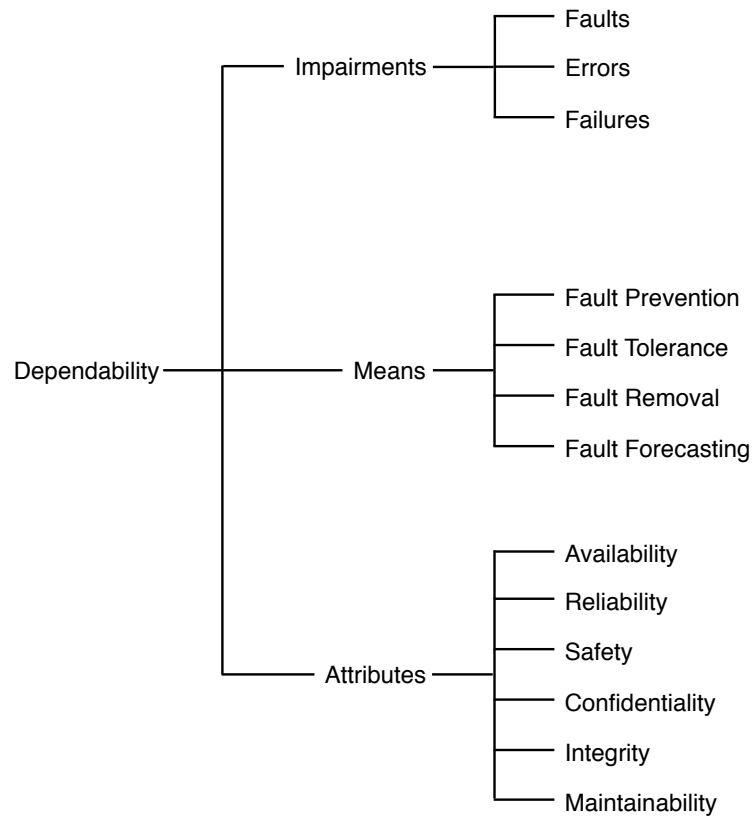 Dependability
Impairments
Faults
Errors
Failures
Means
Fault Prevention
Fault Tolerance
Fault Removal
Fault Forecasting
Attributes
Availability
Reliability
Safety
Confidentiality
Integrity
Maintainability